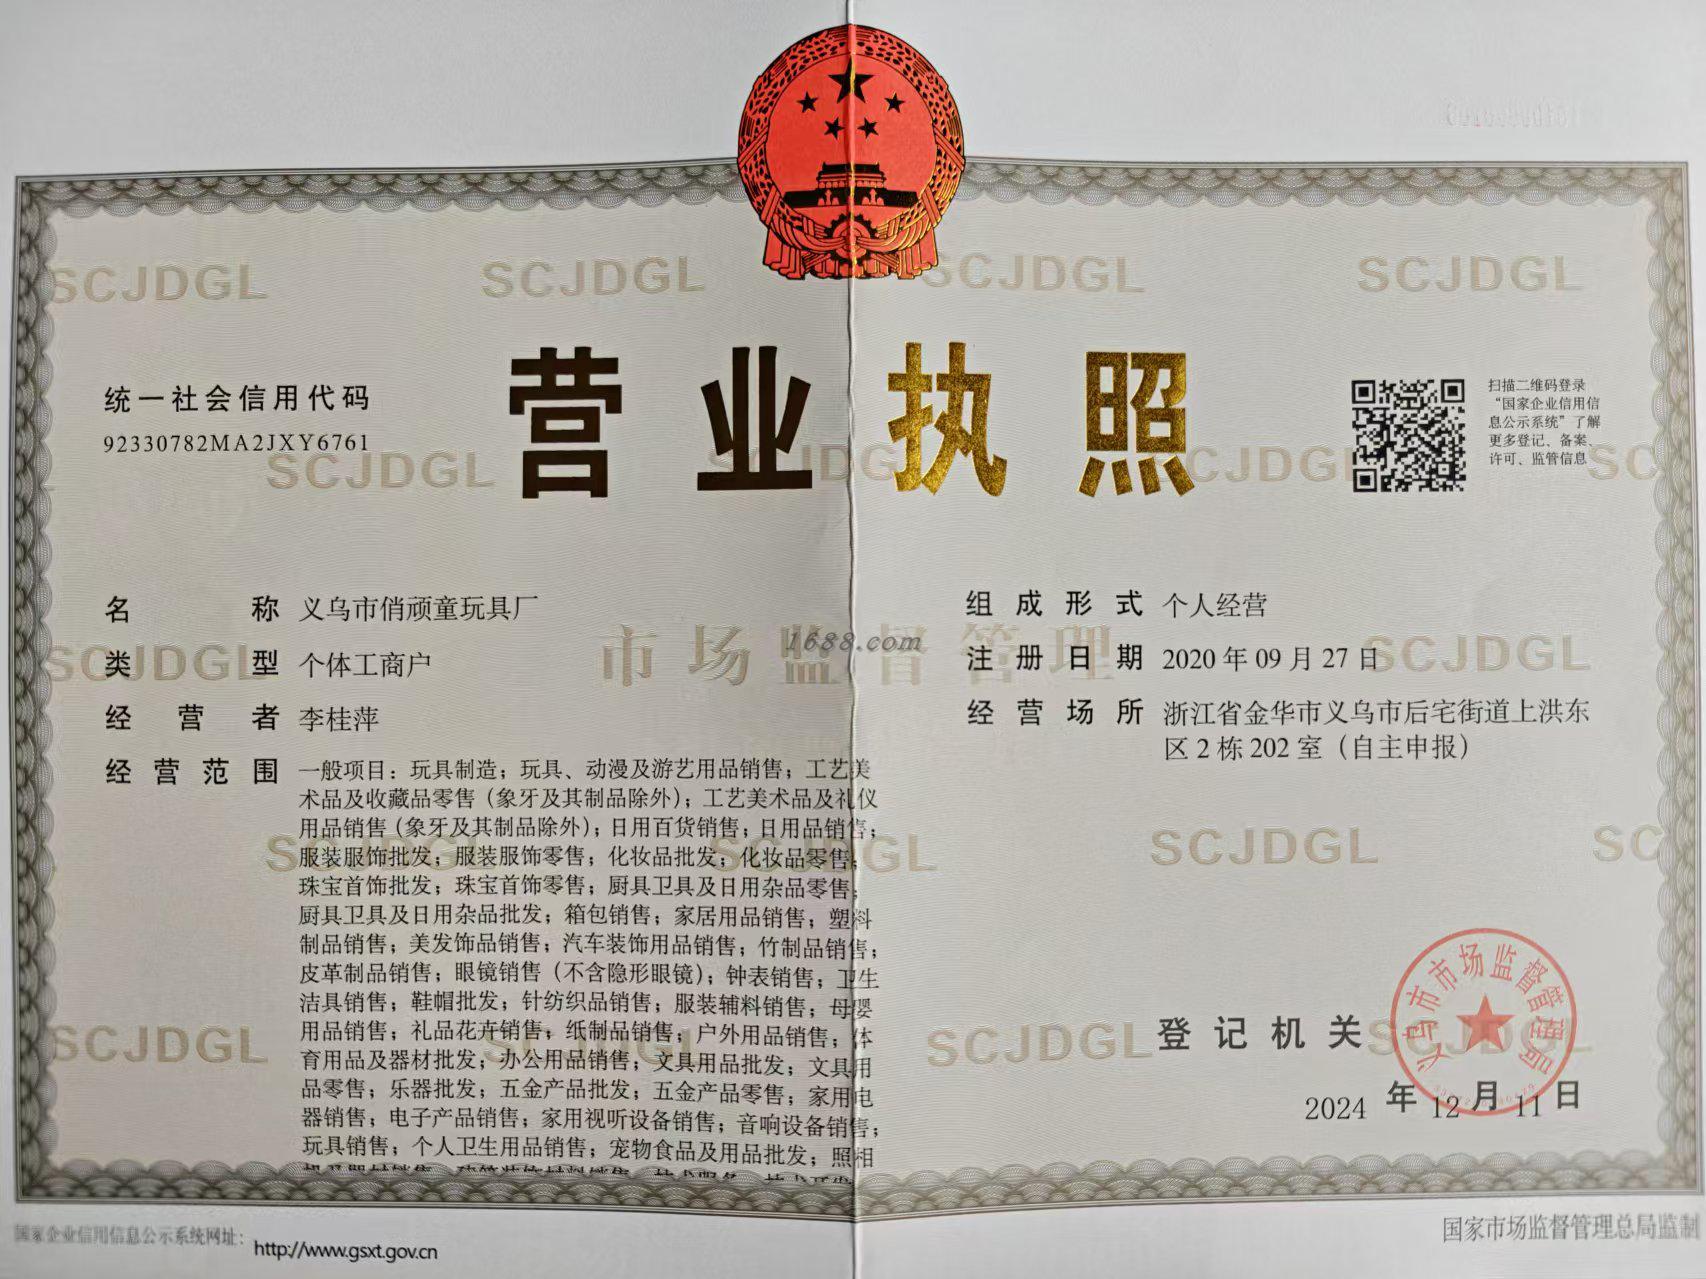 SCJDGL SCJDGL SCJDGL SCJDGL
营业执照
统一社会信用代码
92330782MA2JXY6761
扫描二维码登录
“国家企业信用信
息公示系统”了解
更多登记、备案、
许可、监管信息
SCJDGL SCJDGL SC
名称 义乌市俏顽童玩具厂
类型 个体工商户
经营者 李桂萍
经营范围 一般项目：玩具制造；玩具、动漫及游艺用品销售；工艺美
术品及收藏品零售（象牙及其制品除外）；工艺美术品及礼仪
用品销售（象牙及其制品除外）；日用百货销售；日用品销售；
服装服饰批发；服装服饰零售；化妆品批发；化妆品零售；
珠宝首饰批发；珠宝首饰零售；厨具卫具及日用杂品零售；
厨具卫具及日用杂品批发；箱包销售；家居用品销售；塑料
制品销售；美发饰品销售；汽车装饰用品销售；竹制品销售；
皮革制品销售；眼镜销售（不含隐形眼镜）；钟表销售；卫生
洁具销售；鞋帽批发；针纺织品销售；服装辅料销售；母婴
用品销售；礼品花卉销售；纸制品销售；户外用品销售；体
育用品及器材批发；办公用品销售；文具用品批发；文具用
品零售；乐器批发；五金产品批发；五金产品零售；家用电
器销售；电子产品销售；家用视听设备销售；音响设备销售；
玩具销售；个人卫生用品销售；宠物食品及用品批发；照相
组成形式 个人经营
注册日期 2020年09月27日
经营场所 浙江省金华市义乌市后宅街道上洪东
区2栋202室（自主申报）
市场监督管理
1688.com
SCJDGL SCJDGL
SCJDGL SCJDGL SCJDGL SC
SCJDGL SCJDGL SCJDGL
登记机关
义乌市市场监督管理局
2024年12月11日
国家企业信用信息公示系统网址：
http://www.gsxt.gov.cn
国家市场监督管理总局监制